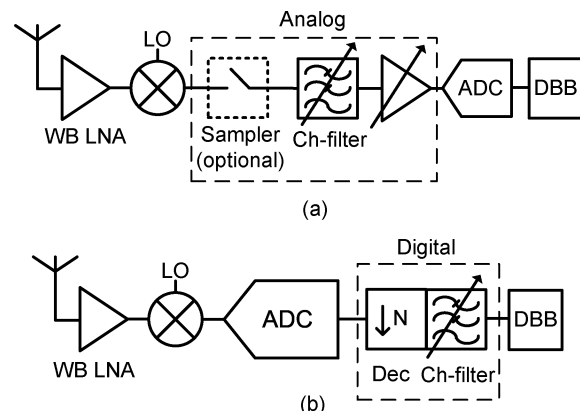 Analog
LO
ADC
DBB
WB LNA
Sampler
(optional)
Ch-filter
(a)
Digital
LO
ADC
↓N
DBB
WB LNA
Dec
Ch-filter
(b)